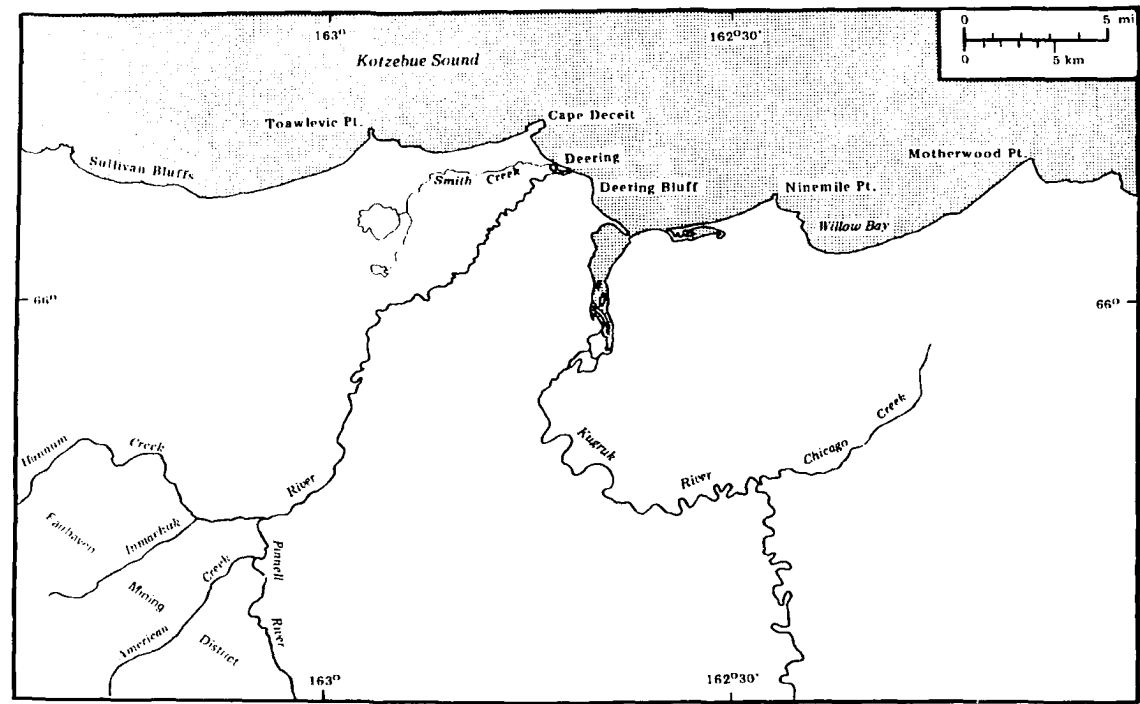 163°
162°30'
0 5 mi
0 5 km
Kotzebue Sound
Toawlevic Pt.
Cape Deceit
Sullivan Bluffs
Deering
Smith Creek
Deering Bluff
Motherwood Pt.
Ninemile Pt.
Willow Bay
66°
66°
Hannum Creek
Kugruk River
Chicago Creek
Inmachuk River
Fairhaven Mining District
American Creek
Pinnell River
163°
162°30'